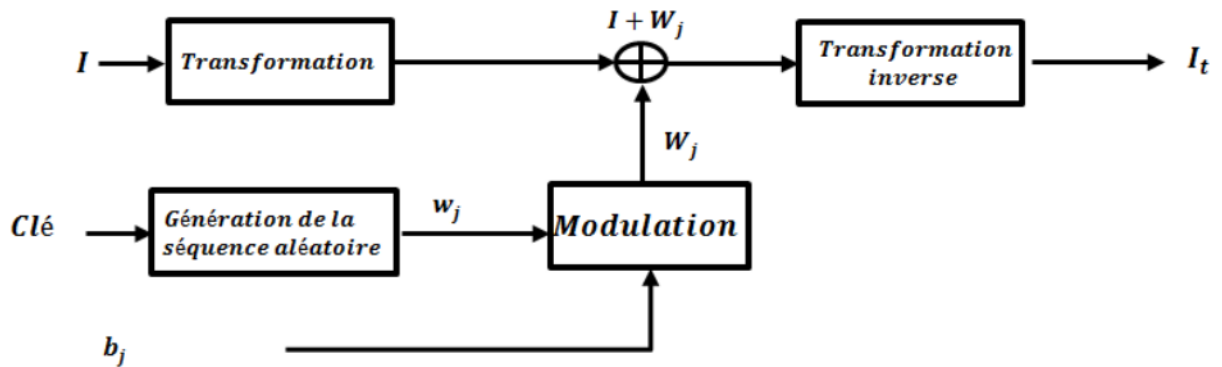 I + W_j
I
Transformation
Transformation
inverse
I_t
W_j
Clé
Génération de la
séquence aléatoire
w_j
Modulation
b_j